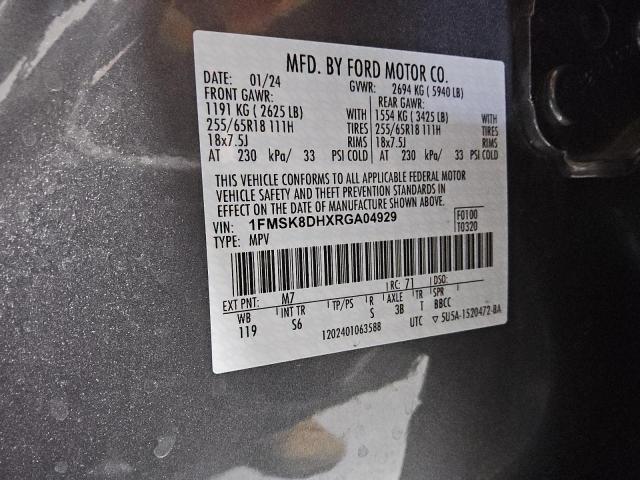 MFD. BY FORD MOTOR CO.
DATE: 01/24 GVWR: 2694 KG ( 5940 LB)
FRONT GAWR: REAR GAWR:
1191 KG ( 2625 LB) WITH 1554 KG ( 3425 LB) WITH
255/65R18 111H TIRES 255/65R18 111H TIRES
18x7.5J RIMS 18x7.5J RIMS
AT 230 kPa/ 33 PSI COLD AT 230 kPa/ 33 PSI COLD
THIS VEHICLE CONFORMS TO ALL APPLICABLE FEDERAL MOTOR
VEHICLE SAFETY AND THEFT PREVENTION STANDARDS IN
EFFECT ON THE DATE OF MANUFACTURE SHOWN ABOVE.
VIN: 1FMSK8DHXRGA04929 F0100
TYPE: MPV T0320
EXT PNT: M7 RC: 71 DSO:
WB INT TR TP/PS R AXLE TR SPR
119 S6 S 3B T BBCC
1202401063588 UTC ▽ 5U5A-1520472-BA